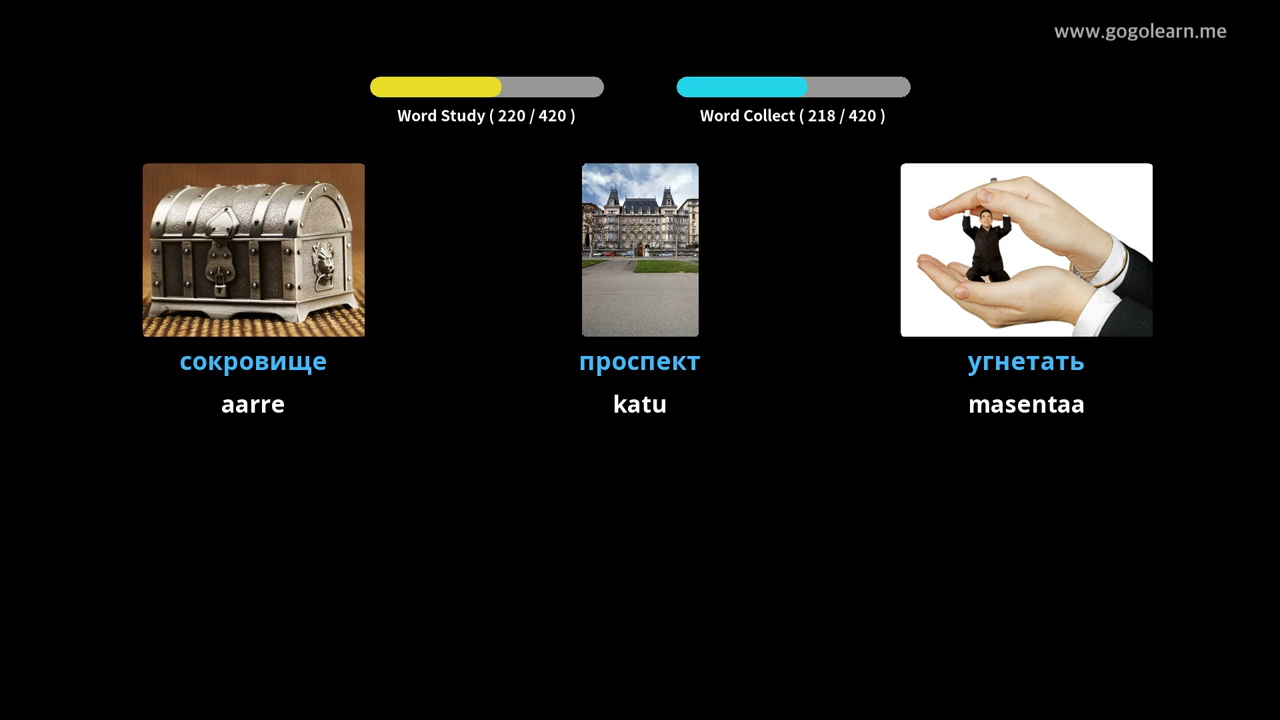 www.gogolearn.me
Word Study ( 220 / 420 )
Word Collect ( 218 / 420 )
сокровище
проспект
угнетать
aarre
katu
masentaa